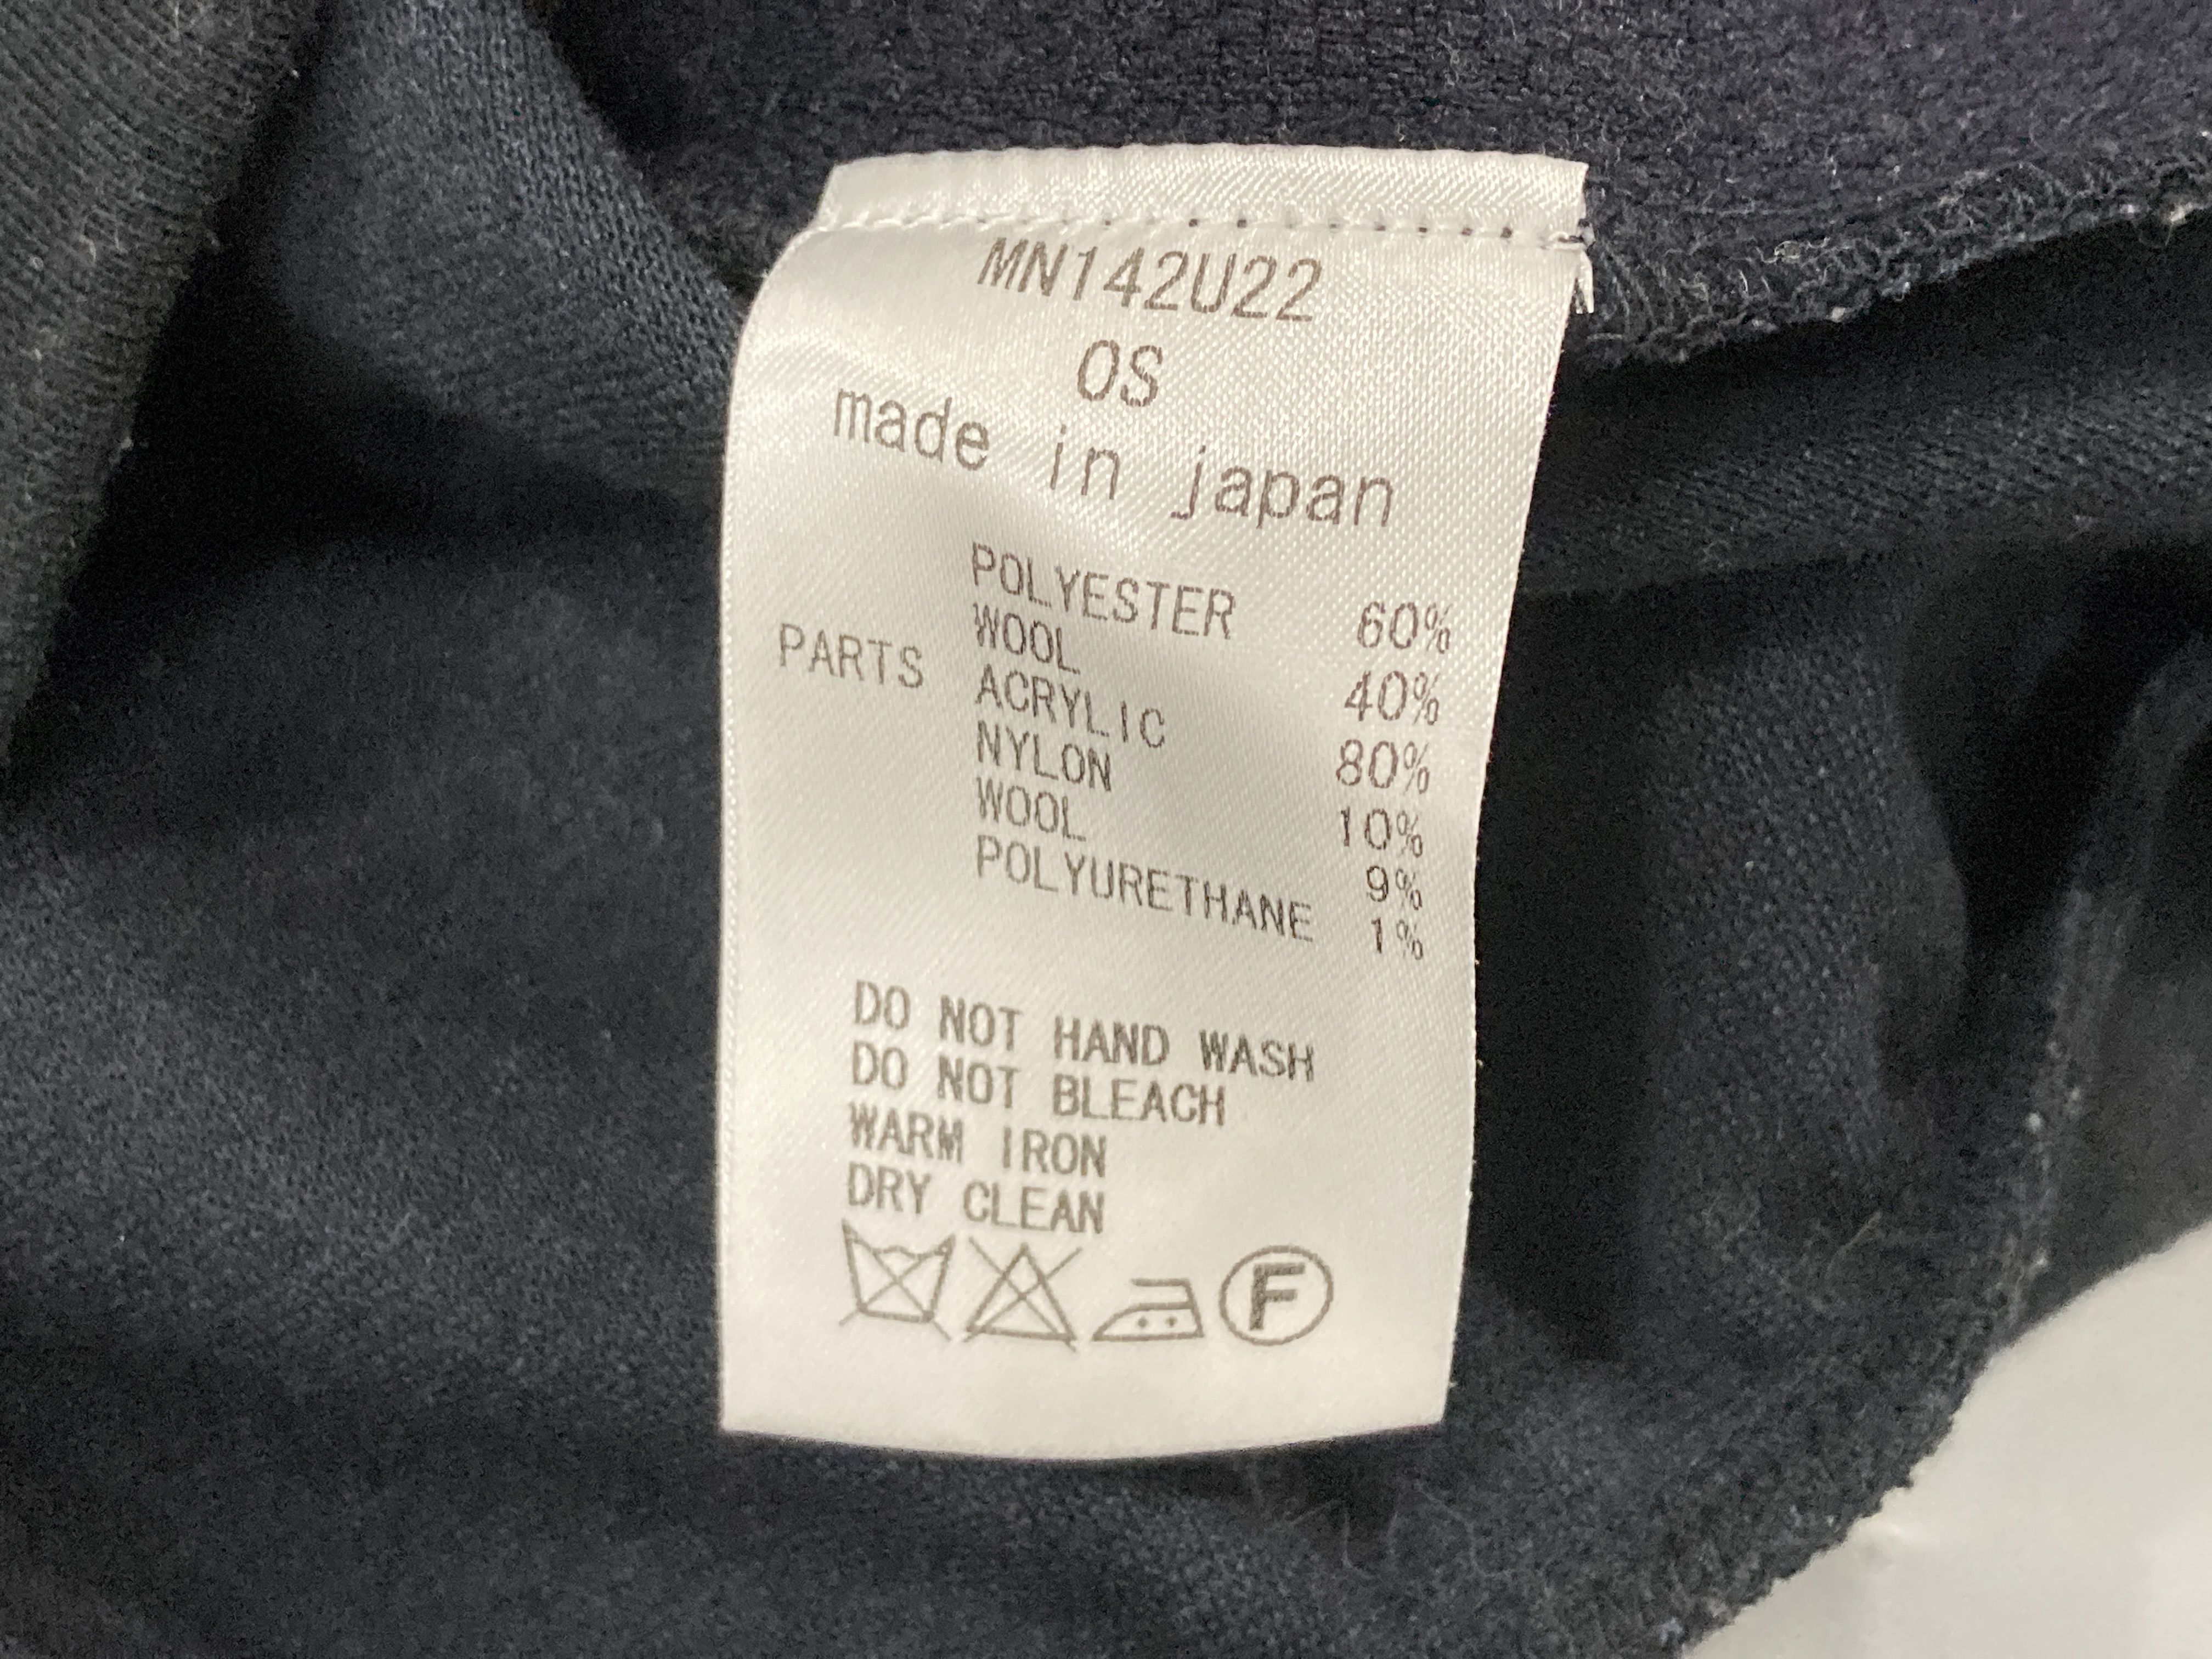 MN142U22
OS
made in japan
POLYESTER 60%
WOOL 40%
PARTS ACRYLIC 80%
NYLON 10%
WOOL 9%
POLYURETHANE 1%
DO NOT HAND WASH
DO NOT BLEACH
WARM IRON
DRY CLEAN
F